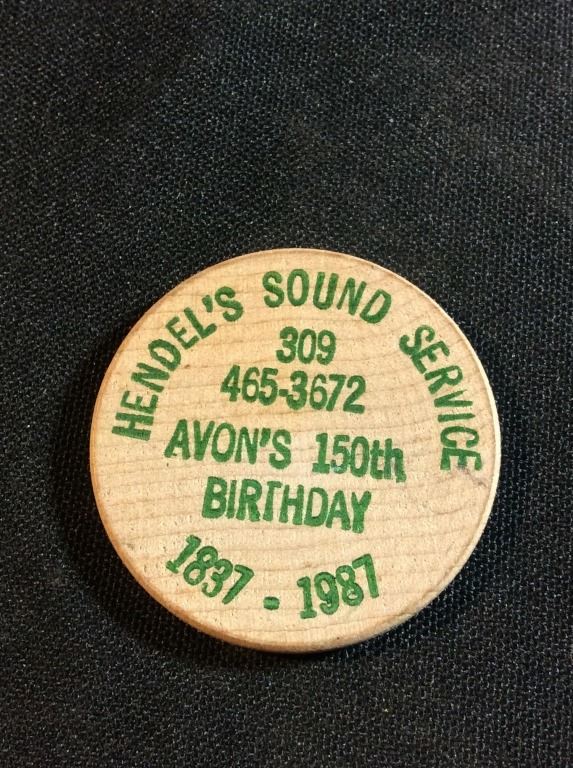 HENDEL'S SOUND SERVICE
309
465-3672
AVON'S 150th
BIRTHDAY
1837 - 1987